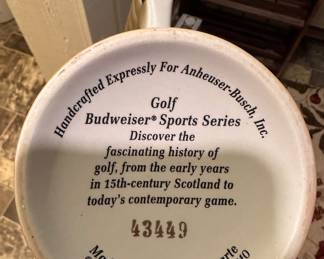 Handcrafted Expressly For Anheuser-Busch, Inc.
Golf
Budweiser® Sports Series
Discover the
fascinating history of
golf, from the early years
in 15th-century Scotland to
today's contemporary game.
43449